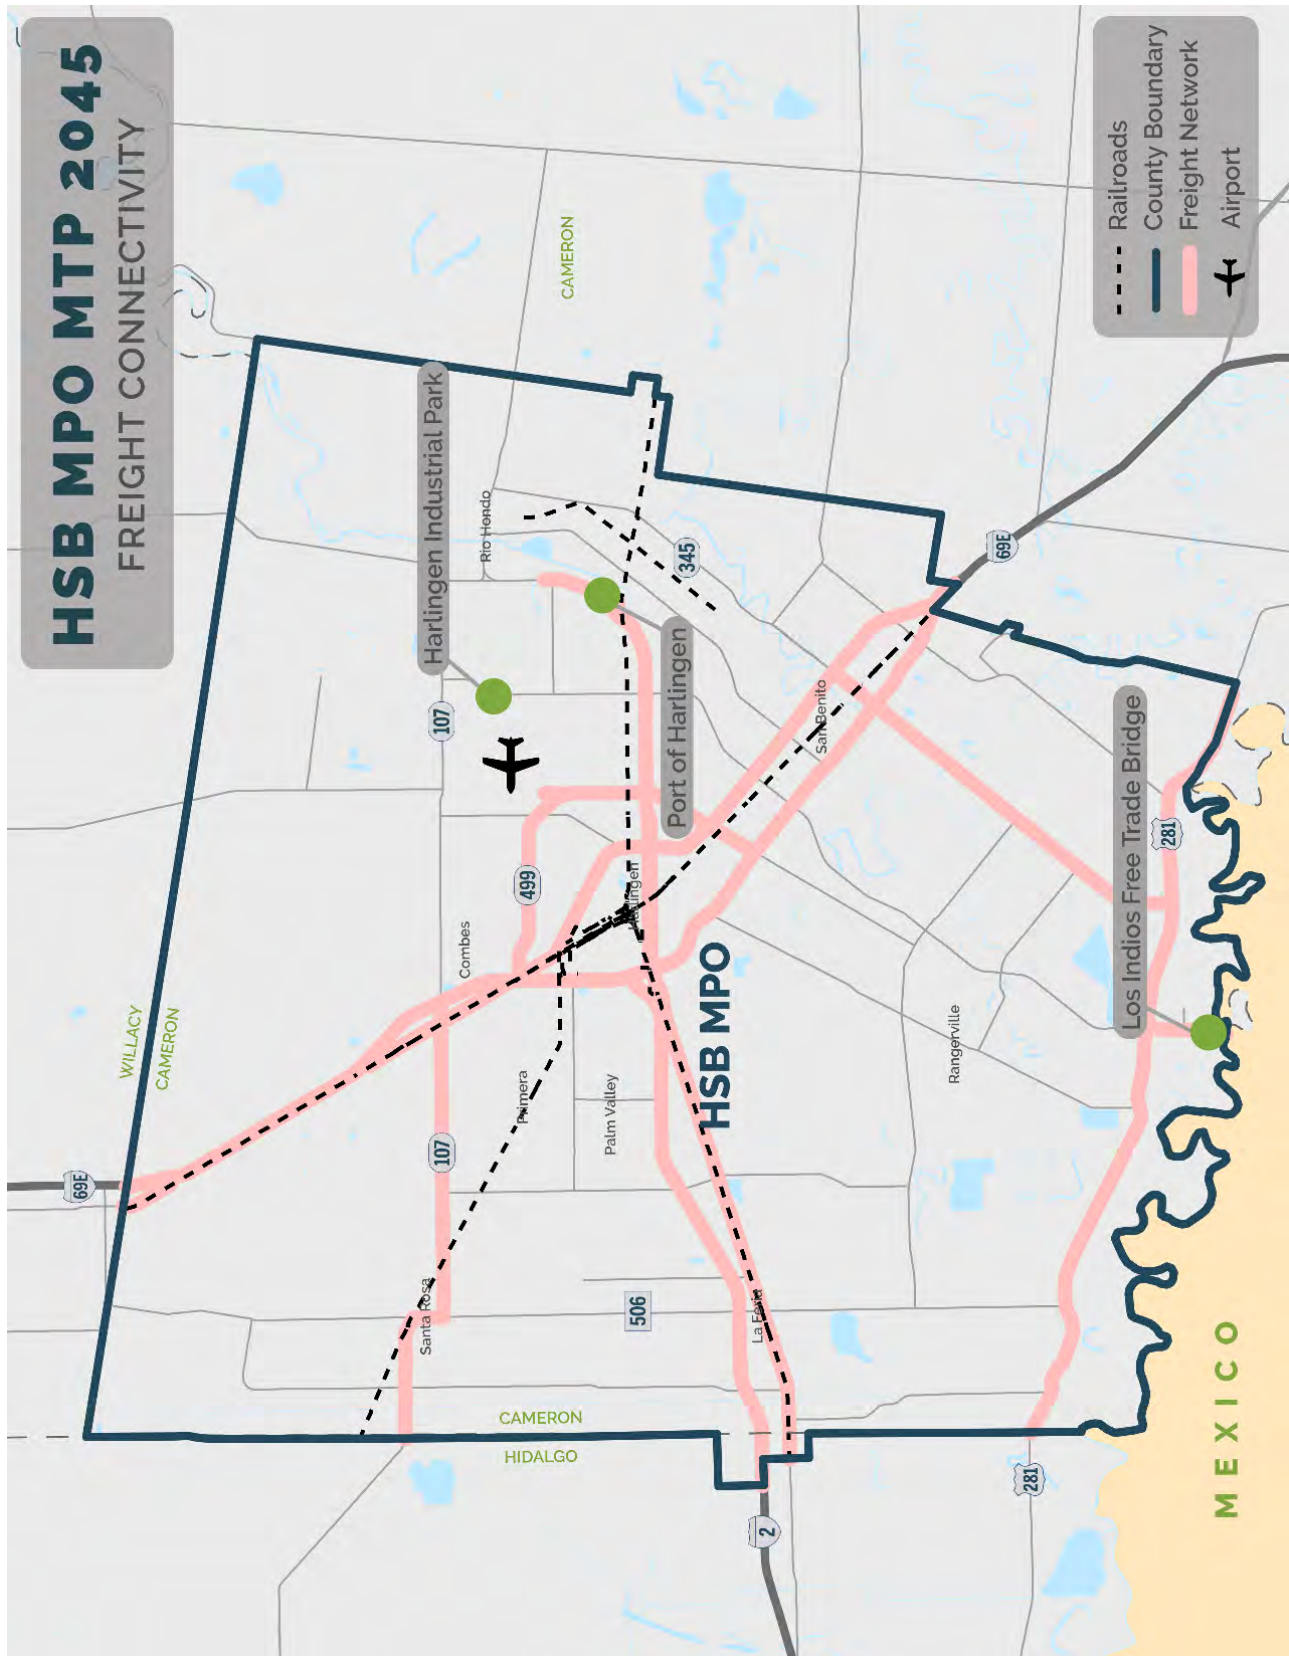 HSB MPO MTP 2045
FREIGHT CONNECTIVITY
Railroads
County Boundary
Freight Network
Airport
WILLACY
CAMERON
CAMERON
CAMERON
HIDALGO
69E
107
Combes
499
107
Harlingen Industrial Park
Rio Hondo
345
Santa Rosa
Primera
Palm Valley
Harlingen
Port of Harlingen
506
HSB MPO
La Feria
San Benito
69E
2
Rangerville
Los Indios Free Trade Bridge
281
281
MEXICO